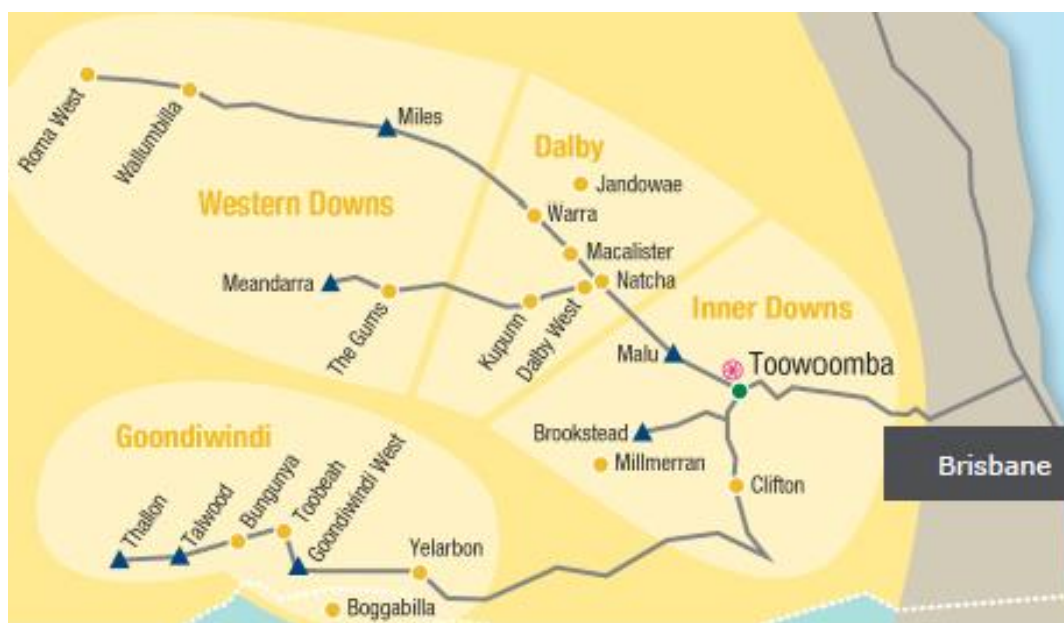 Roma West
Wallumbilla
Miles
Dalby
Jandowae
Western Downs
Warra
Macalister
Meandarra
The Gums
Kupunn
Dalby West
Natcha
Inner Downs
Malu
Toowoomba
Brookstead
Millmerran
Clifton
Brisbane
Goondiwindi
Thallon
Talwood
Bungunya
Toobeah
Goondiwindi West
Yelarbon
Boggabilla